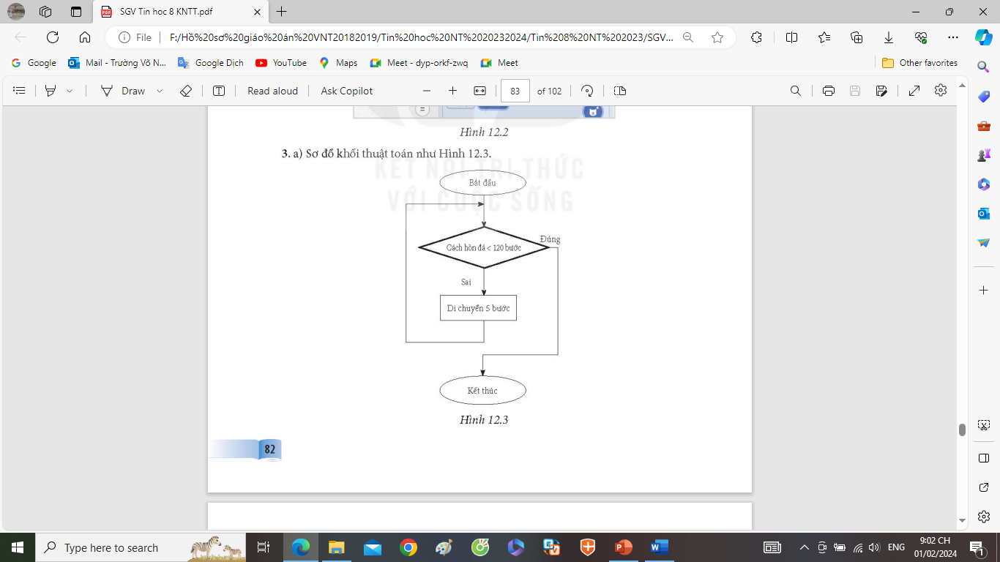 SGV Tin hoc 8 KNTT.pdf
File
F:/Hồ%20sơ%20giáo%20án%20VNT20182019/Tin%20học%20NT%2020232024/Tin%208%20NT%202023/SGV...
Google
Mail - Trường Võ N...
Google Dịch
YouTube
Maps
Meet - dyp-orkf-zwq
Meet
Other favorites
Draw
Read aloud
Ask Copilot
83
of 102
Hình 12.2
3. a) Sơ đồ khối thuật toán như Hình 12.3.
KẾT NỐI TRI THỨC
VỚI CUỘC SỐNG
Bắt đầu
Đúng
Cách hòn đá < 120 bước
Sai
Di chuyển 5 bước
Kết thúc
Hình 12.3
82
Type here to search
ENG
9:02 CH
01/02/2024
1